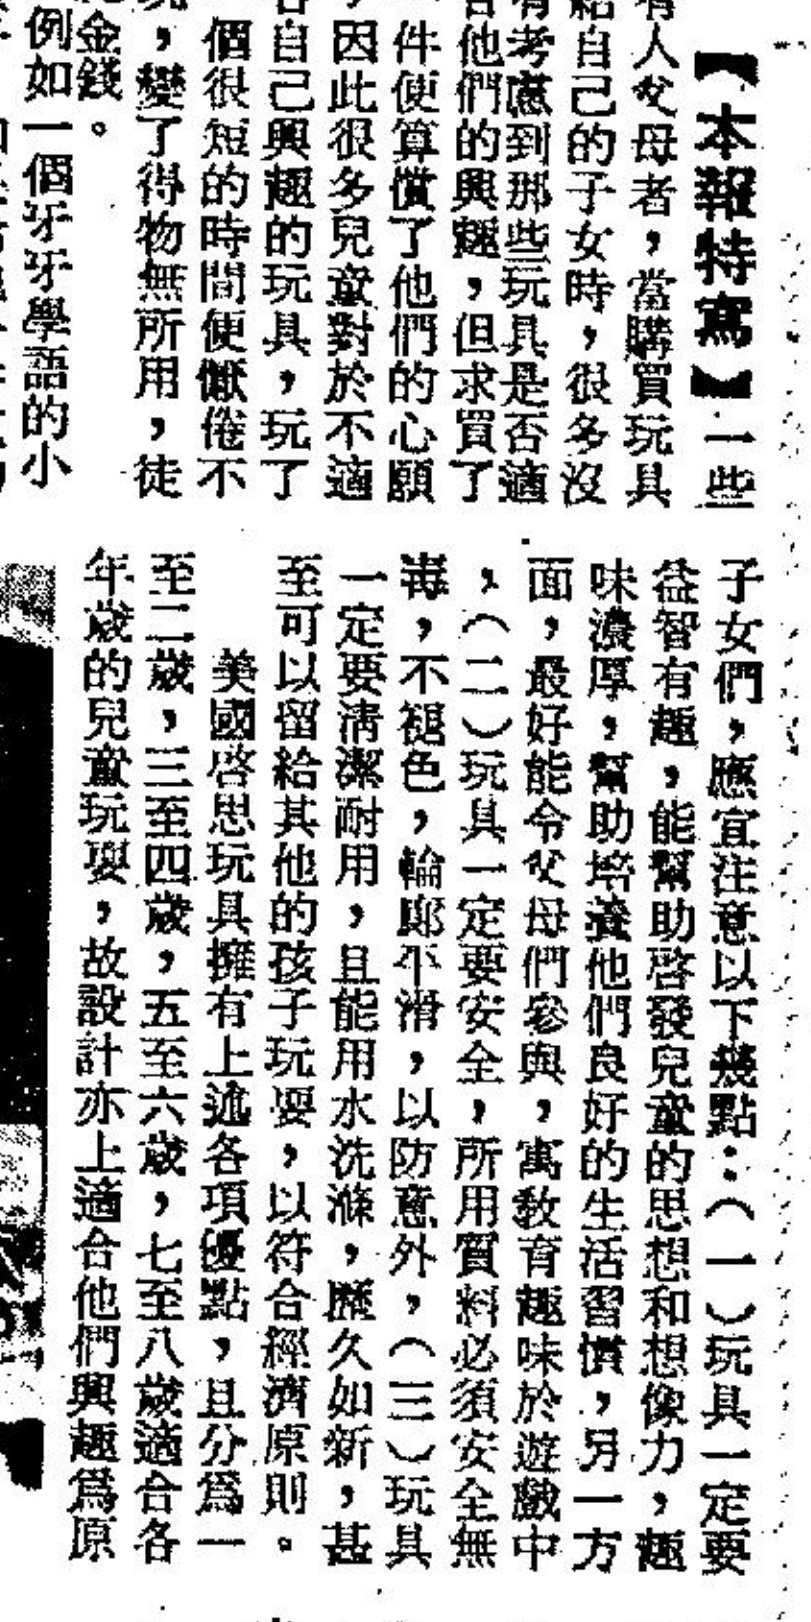 【本報特寫】一些
有人父母者，當購買玩具
給自己的子女時，很多沒
有考慮到那些玩具是否適
合他們的興趣，但求買了
件便算償了他們的心願
，因此很多兒童對於不適
合自己興趣的玩具，玩了
個很短的時間便懨倦不
玩，變了得物無所用，徒
花金錢。
例如一個牙牙學語的小
子女們，應宜注意以下幾點：（一）玩具一定要
益智有趣，能幫助啓發兒童的思想和想像力，趣
味濃厚，幫助培養他們良好的生活習慣，另一方
面，最好能令父母們參與，寓教育趣味於遊戲中
，（二）玩具一定要安全，所用質料必須安全無
毒，不褪色，輪廓平滑，以防意外，（三）玩具
一定要淸潔耐用，且能用水洗滌，歷久如新，甚
至可以留給其他的孩子玩耍，以符合經濟原則。
美國啓思玩具擁有上述各項優點，且分爲一
至二歲，三至四歲，五至六歲，七至八歲適合各
年歲的兒童玩耍，故設計亦上適合他們興趣爲原